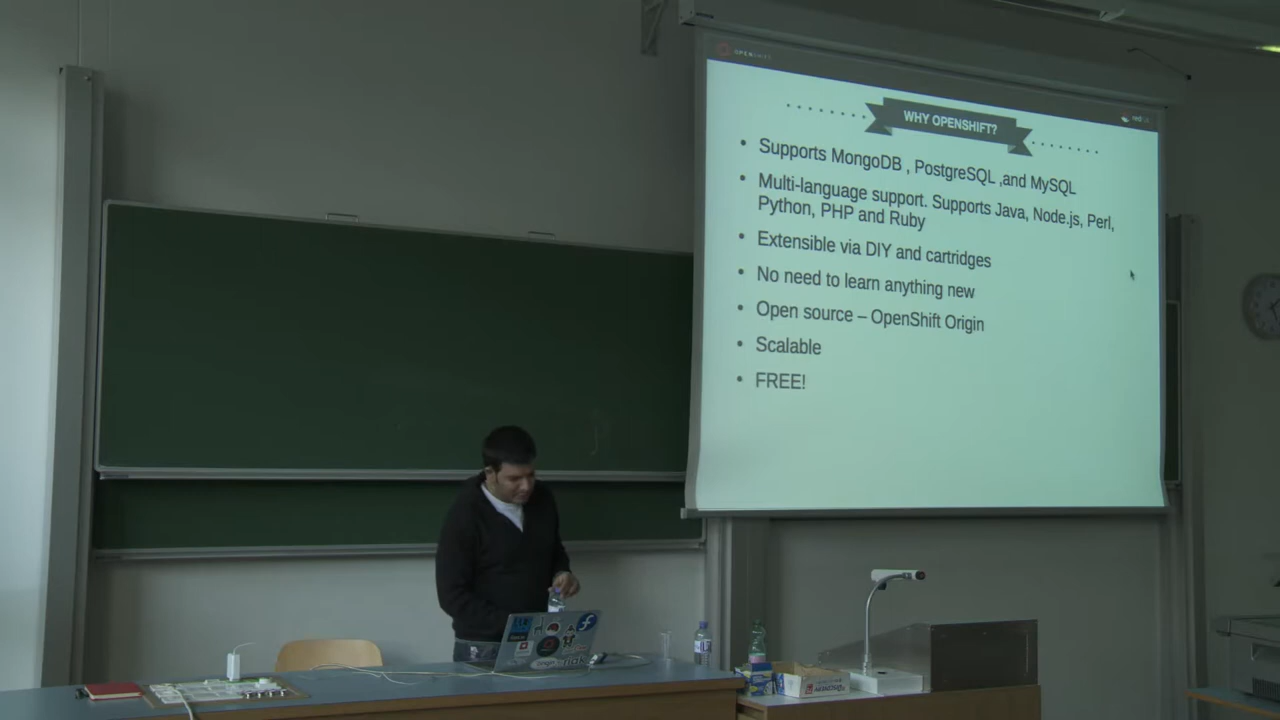 OPENSHIFT
WHY OPENSHIFT?
• Supports MongoDB , PostgreSQL ,and MySQL
• Multi-language support. Supports Java, Node.js, Perl,
Python, PHP and Ruby
• Extensible via DIY and cartridges
• No need to learn anything new
• Open source – OpenShift Origin
• Scalable
• FREE!